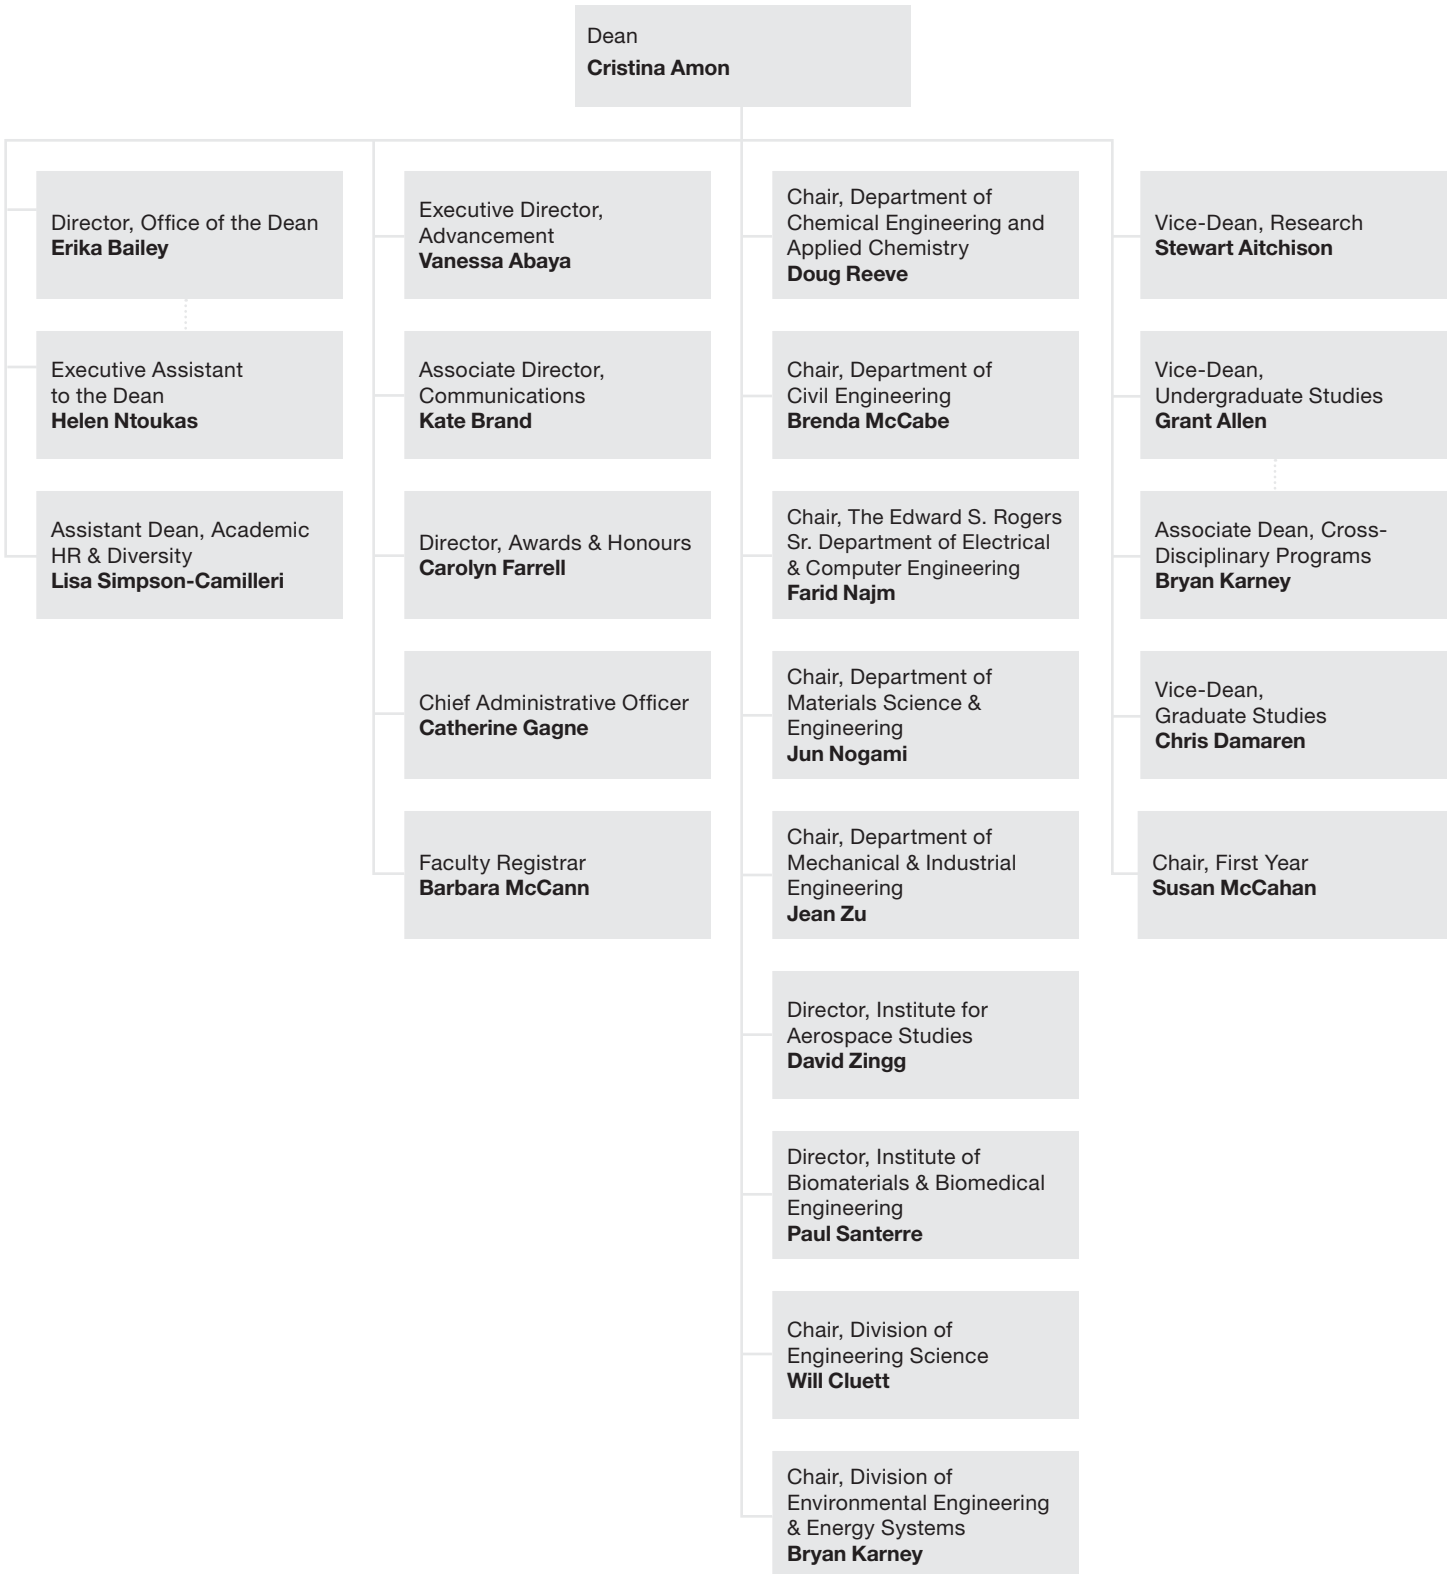 Dean
Cristina Amon
Director, Office of the Dean
Erika Bailey
Executive Assistant
to the Dean
Helen Ntoukas
Assistant Dean, Academic
HR & Diversity
Lisa Simpson-Camilleri
Executive Director,
Advancement
Vanessa Abaya
Associate Director,
Communications
Kate Brand
Director, Awards & Honours
Carolyn Farrell
Chief Administrative Officer
Catherine Gagne
Faculty Registrar
Barbara McCann
Chair, Department of
Chemical Engineering and
Applied Chemistry
Doug Reeve
Chair, Department of
Civil Engineering
Brenda McCabe
Chair, The Edward S. Rogers
Sr. Department of Electrical
& Computer Engineering
Farid Najm
Chair, Department of
Materials Science &
Engineering
Jun Nogami
Chair, Department of
Mechanical & Industrial
Engineering
Jean Zu
Director, Institute for
Aerospace Studies
David Zingg
Director, Institute of
Biomaterials & Biomedical
Engineering
Paul Santerre
Chair, Division of
Engineering Science
Will Cluett
Chair, Division of
Environmental Engineering
& Energy Systems
Bryan Karney
Vice-Dean, Research
Stewart Aitchison
Vice-Dean,
Undergraduate Studies
Grant Allen
Associate Dean, Cross-
Disciplinary Programs
Bryan Karney
Vice-Dean,
Graduate Studies
Chris Damaren
Chair, First Year
Susan McCahan